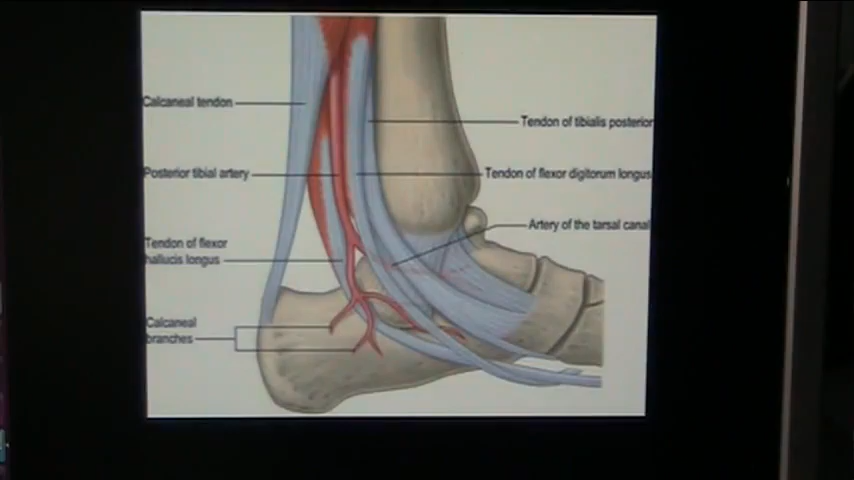 Calcaneal tendon
Tendon of tibialis posterior
Posterior tibial artery
Tendon of flexor digitorum longus
Artery of the tarsal canal
Tendon of flexor
hallucis longus
Calcaneal
branches